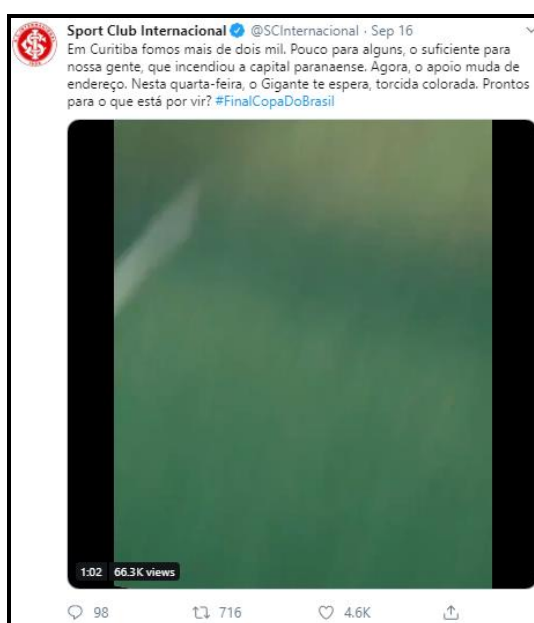 Sport Club Internacional @SCInternacional · Sep 16
Em Curitiba fomos mais de dois mil. Pouco para alguns, o suficiente para
nossa gente, que incendiou a capital paranaense. Agora, o apoio muda de
endereço. Nesta quarta-feira, o Gigante te espera, torcida colorada. Prontos
para o que está por vir? #FinalCopaDoBrasil
1:02 66.3K views
98 716 4.6K